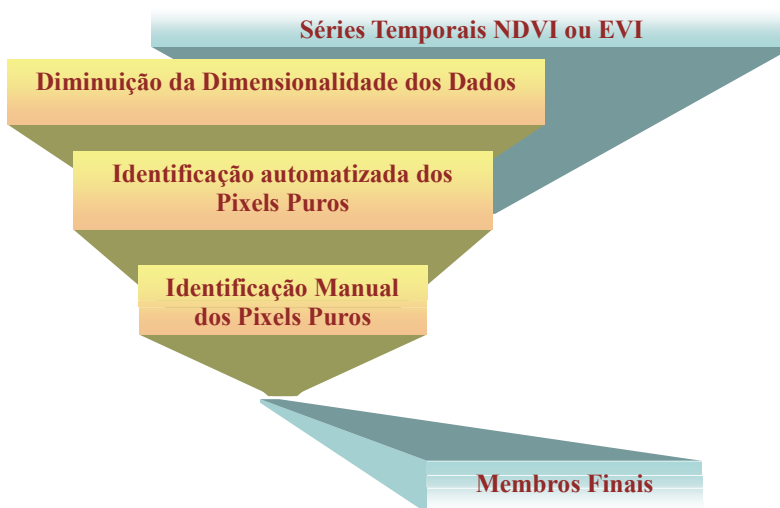 Séries Temporais NDVI ou EVI
Diminuição da Dimensionalidade dos Dados
Identificação automatizada dos
Pixels Puros
Identificação Manual
dos Pixels Puros
Membros Finais